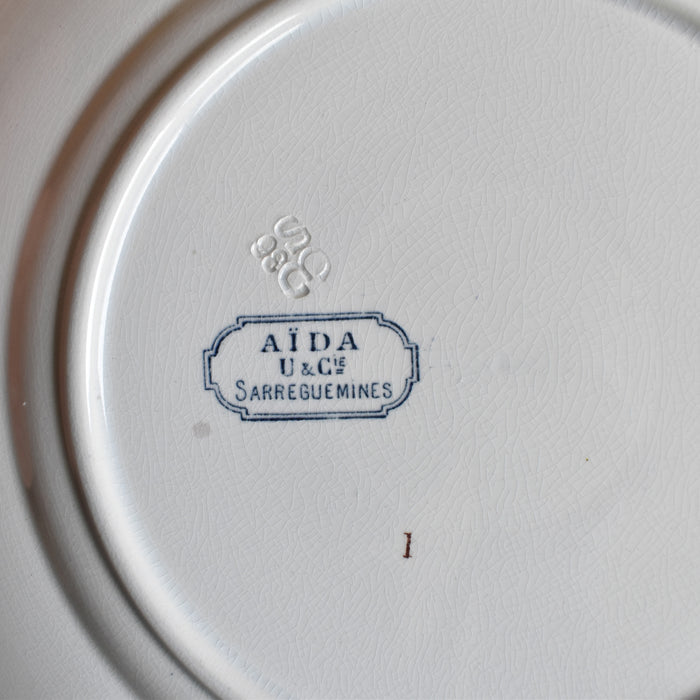 AÏDA
U & CIE
SARREGUEMINES
I